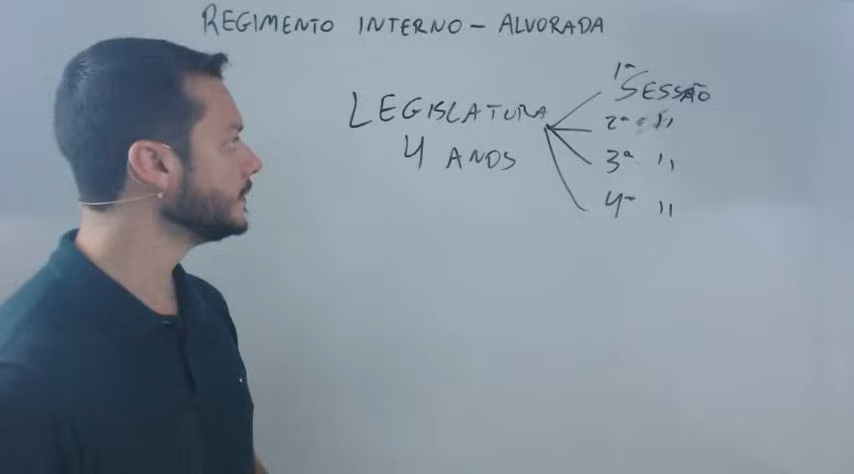 REGIMENTO INTERNO - ALVORADA
LEGISLATURA
4 ANOS
1ª SESSÃO
2ª "
3ª "
4ª "